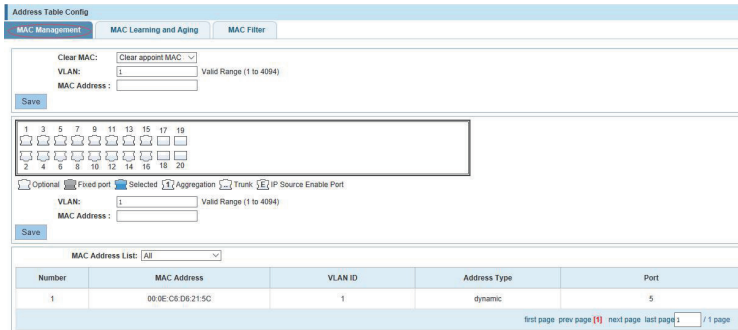 Address Table Config
MAC Management MAC Learning and Aging MAC Filter
Clear MAC: Clear appoint MAC
VLAN: 1 Valid Range (1 to 4094)
MAC Address :
Save
1 3 5 7 9 11 13 15 17 19
2 4 6 8 10 12 14 16 18 20
Optional Fixed port Selected 1 Aggregation ... Trunk E IP Source Enable Port
VLAN: 1 Valid Range (1 to 4094)
MAC Address :
Save
MAC Address List: All
Number MAC Address VLAN ID Address Type Port
1 00:0E:C6:D6:21:5C 1 dynamic 5
first page prev page [1] next page last page 1 / 1 page